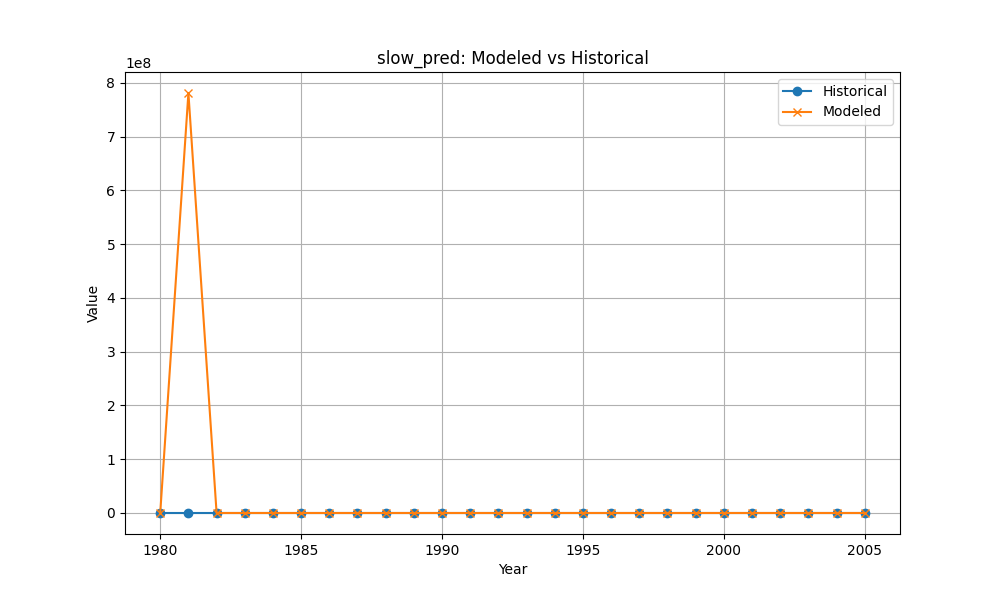 slow_pred: Modeled vs Historical
1e8
Historical
Modeled
8
7
6
5
4
3
2
1
0
Value
1980 1985 1990 1995 2000 2005
Year